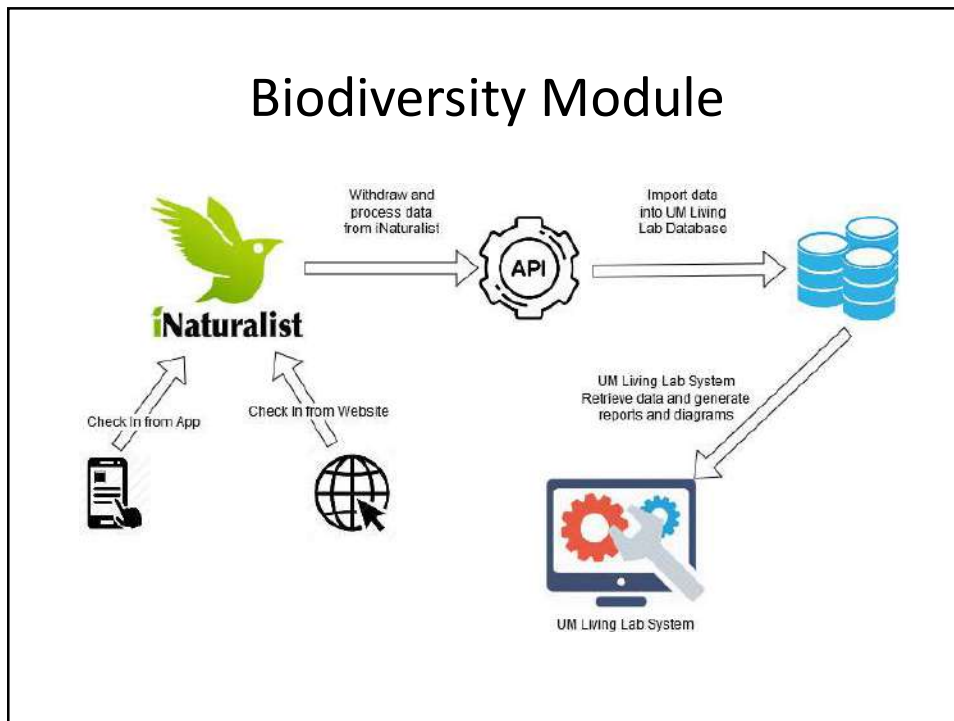 Biodiversity Module
Withdraw and
process data
from iNaturalist
Import data
into UM Living
Lab Database
API
iNaturalist
UM Living Lab System
Retrieve data and generate
reports and diagrams
Check In from App
Check In from Website
UM Living Lab System